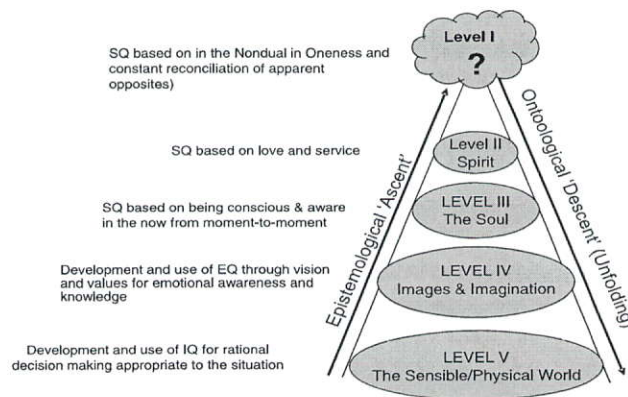 Level I
?
SQ based on in the Nondual in Oneness and
constant reconciliation of apparent
opposites)
SQ based on love and service
Level II
Spirit
SQ based on being conscious & aware
in the now from moment-to-moment
LEVEL III
The Soul
Development and use of EQ through vision
and values for emotional awareness and
knowledge
LEVEL IV
Images & Imagination
Development and use of IQ for rational
decision making appropriate to the situation
LEVEL V
The Sensible/Physical World
Epistemological 'Ascent'
Ontoological 'Descent' (Unfolding)